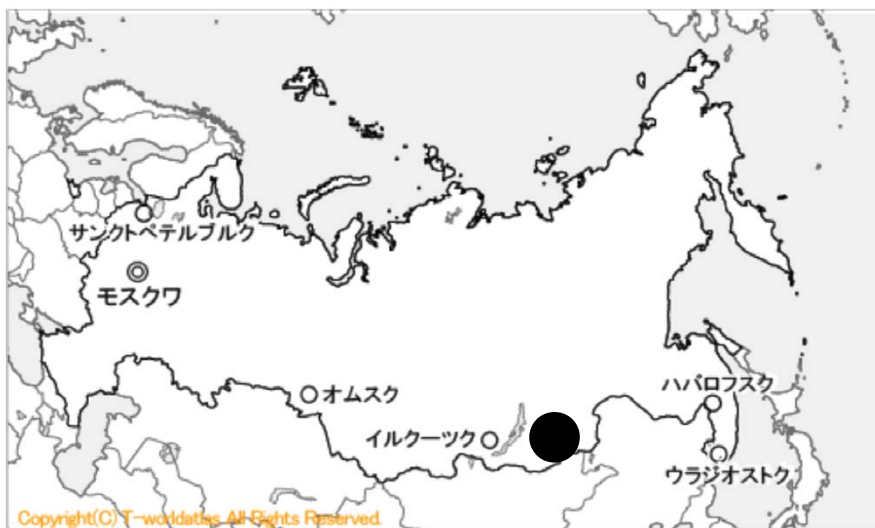 サンクトペテルブルク
モスクワ
オムスク
ハバロフスク
イルクーツク
ウラジオストク
Copyright(C) T-worldatlas All Rights Reserved.